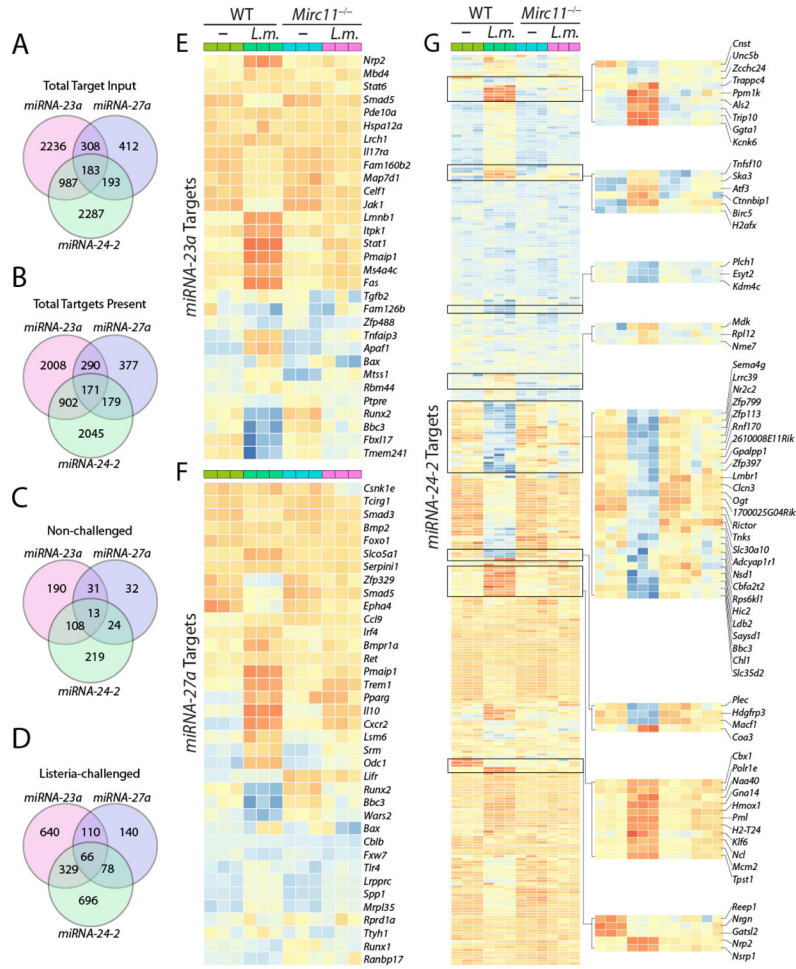 A
Total Target Input
miRNA-23a
miRNA-27a
2236
308
412
183
987
193
2287
miRNA-24-2
B
Total Tartgets Present
miRNA-23a
miRNA-27a
2008
290
377
171
902
179
2045
miRNA-24-2
C
Non-challenged
miRNA-23a
miRNA-27a
190
31
32
13
108
24
219
miRNA-24-2
D
Listeria-challenged
miRNA-23a
miRNA-27a
640
110
140
66
329
78
696
miRNA-24-2
E
WT
Mirc11–/–
–
L.m.
–
L.m.
miRNA-23a Targets
Nrp2
Mbd4
Stat6
Smad5
Pde10a
Hspa12a
Lrch1
Il17ra
Fam160b2
Map7d1
Celf1
Jak1
Lmnb1
Itpk1
Stat1
Pmaip1
Ms4a4c
Fas
Tgfb2
Fam126b
Zfp488
Tnfaip3
Apaf1
Bax
Mtss1
Rbm44
Ptpre
Runx2
Bbc3
Fbxl17
Tmem241
F
miRNA-27a Targets
Csnk1e
Tcirg1
Smad3
Bmp2
Foxo1
Slco5a1
Serpini1
Zfp329
Smad5
Epha4
Ccl9
Irf4
Bmpr1a
Ret
Pmaip1
Trem1
Pparg
Il10
Cxcr2
Lsm6
Srm
Odc1
Lifr
Runx2
Bbc3
Wars2
Bax
Cblb
Fxw7
Tlr4
Lrpprc
Spp1
Mrpl35
Rprd1a
Ttyh1
Runx1
Ranbp17
G
WT
Mirc11–/–
–
L.m.
–
L.m.
miRNA-24-2 Targets
Cnst
Unc5b
Zcchc24
Trappc4
Ppm1k
Als2
Trip10
Ggta1
Kcnk6
Tnfsf10
Ska3
Atf3
Ctnnbip1
Birc5
H2afx
Plch1
Esyt2
Kdm4c
Mdk
Rpl12
Nme7
Sema4g
Lrrc39
Nr2c2
Zfp799
Zfp113
Rnf170
2610008E11Rik
Gpalpp1
Zfp397
Lmbr1
Clcn3
Ogt
1700025G04Rik
Rictor
Tnks
Slc30a10
Adcyap1r1
Nsd1
Cbfa2t2
Rps6kl1
Hic2
Ldb2
Saysd1
Bbc3
Chl1
Slc35d2
Plec
Hdgfrp3
Macf1
Coa3
Cbx1
Polr1e
Naa40
Gna14
Hmox1
Pml
H2-T24
Klf6
Ncl
Mcm2
Tpst1
Reep1
Nrgn
Gatsl2
Nrp2
Nsrp1